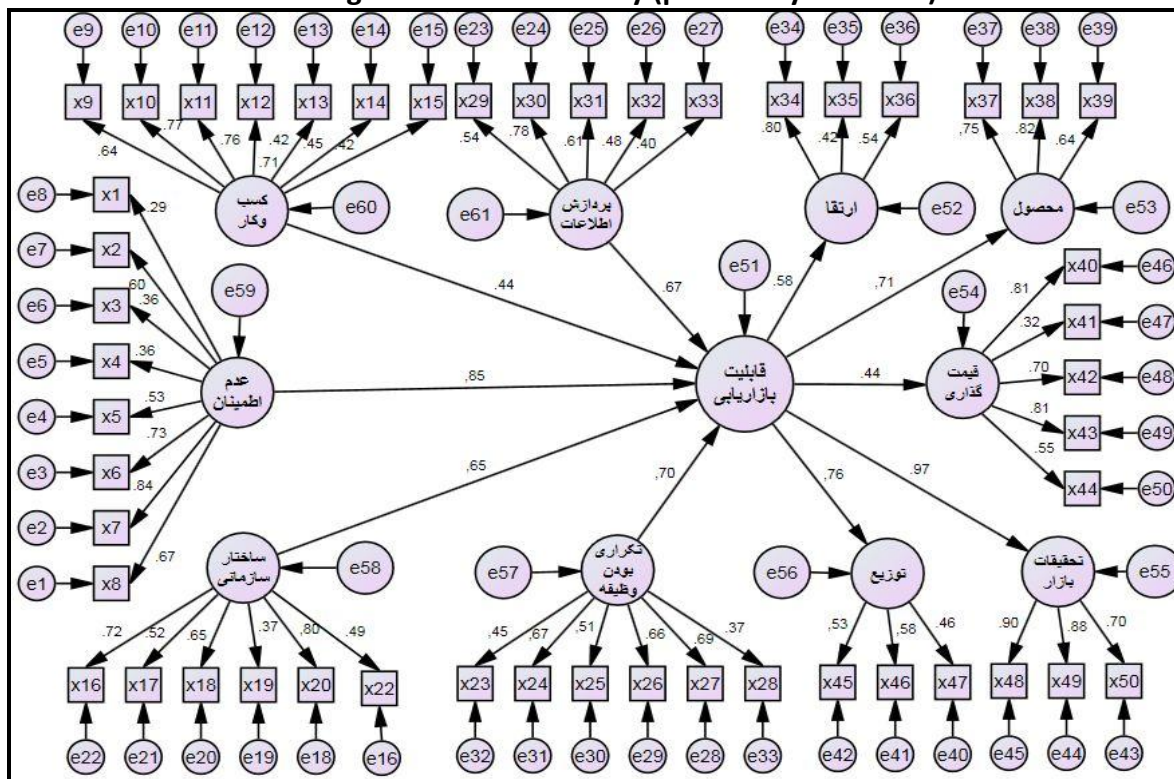 e9 e10 e11 e12 e13 e14 e15 e23 e24 e25 e26 e27 e34 e35 e36 e37 e38 e39
x9 x10 x11 x12 x13 x14 x15 x29 x30 x31 x32 x33 x34 x35 x36 x37 x38 x39
.64 .77 .76 .71 .42 .45 .42 .54 .78 .61 .48 .40 .80 .42 .54 ,75 .82 .64
e8 x1 .29
کسب
وکار
e60
e61
پردازش
اطلاعات
ارتقا
e52
محصول
e53
e7 x2 .60
e6 x3 .36
e5 x4 .36
e4 x5 .53
e3 x6 .73
e2 x7 .84
e1 x8 .67
e59
عدم
اطمینان
.44 .67 .58 ,71
e51
قابلیت
بازاریابی
,85 .44
e54
قیمت
گذاری
.81 x40 e46
.32 x41 e47
.70 x42 e48
.81 x43 e49
.55 x44 e50
,65 ,70 ,76 .97
ساختار
سازمانی
e58
e57
تکراری
بودن
وظیفه
e56
توزیع
تحقیقات
بازار
e55
.72 .52 .65 .37 ,80 .49 ,45 ,67 .51 .66 .69 .37 ,53 ,58 .46 .90 .88 .70
x16 x17 x18 x19 x20 x22 x23 x24 x25 x26 x27 x28 x45 x46 x47 x48 x49 x50
e22 e21 e20 e19 e18 e16 e32 e31 e30 e29 e28 e33 e42 e41 e40 e45 e44 e43